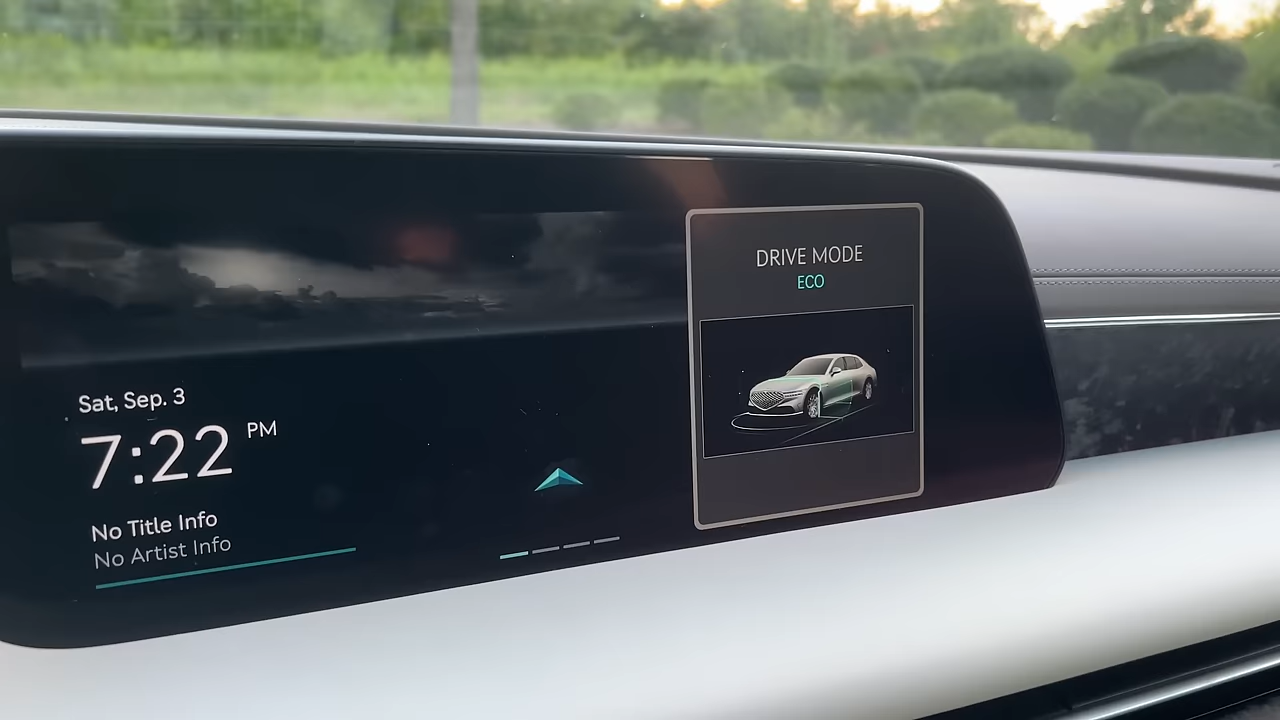 Sat, Sep. 3
7:22 PM
No Title Info
No Artist Info
DRIVE MODE
ECO